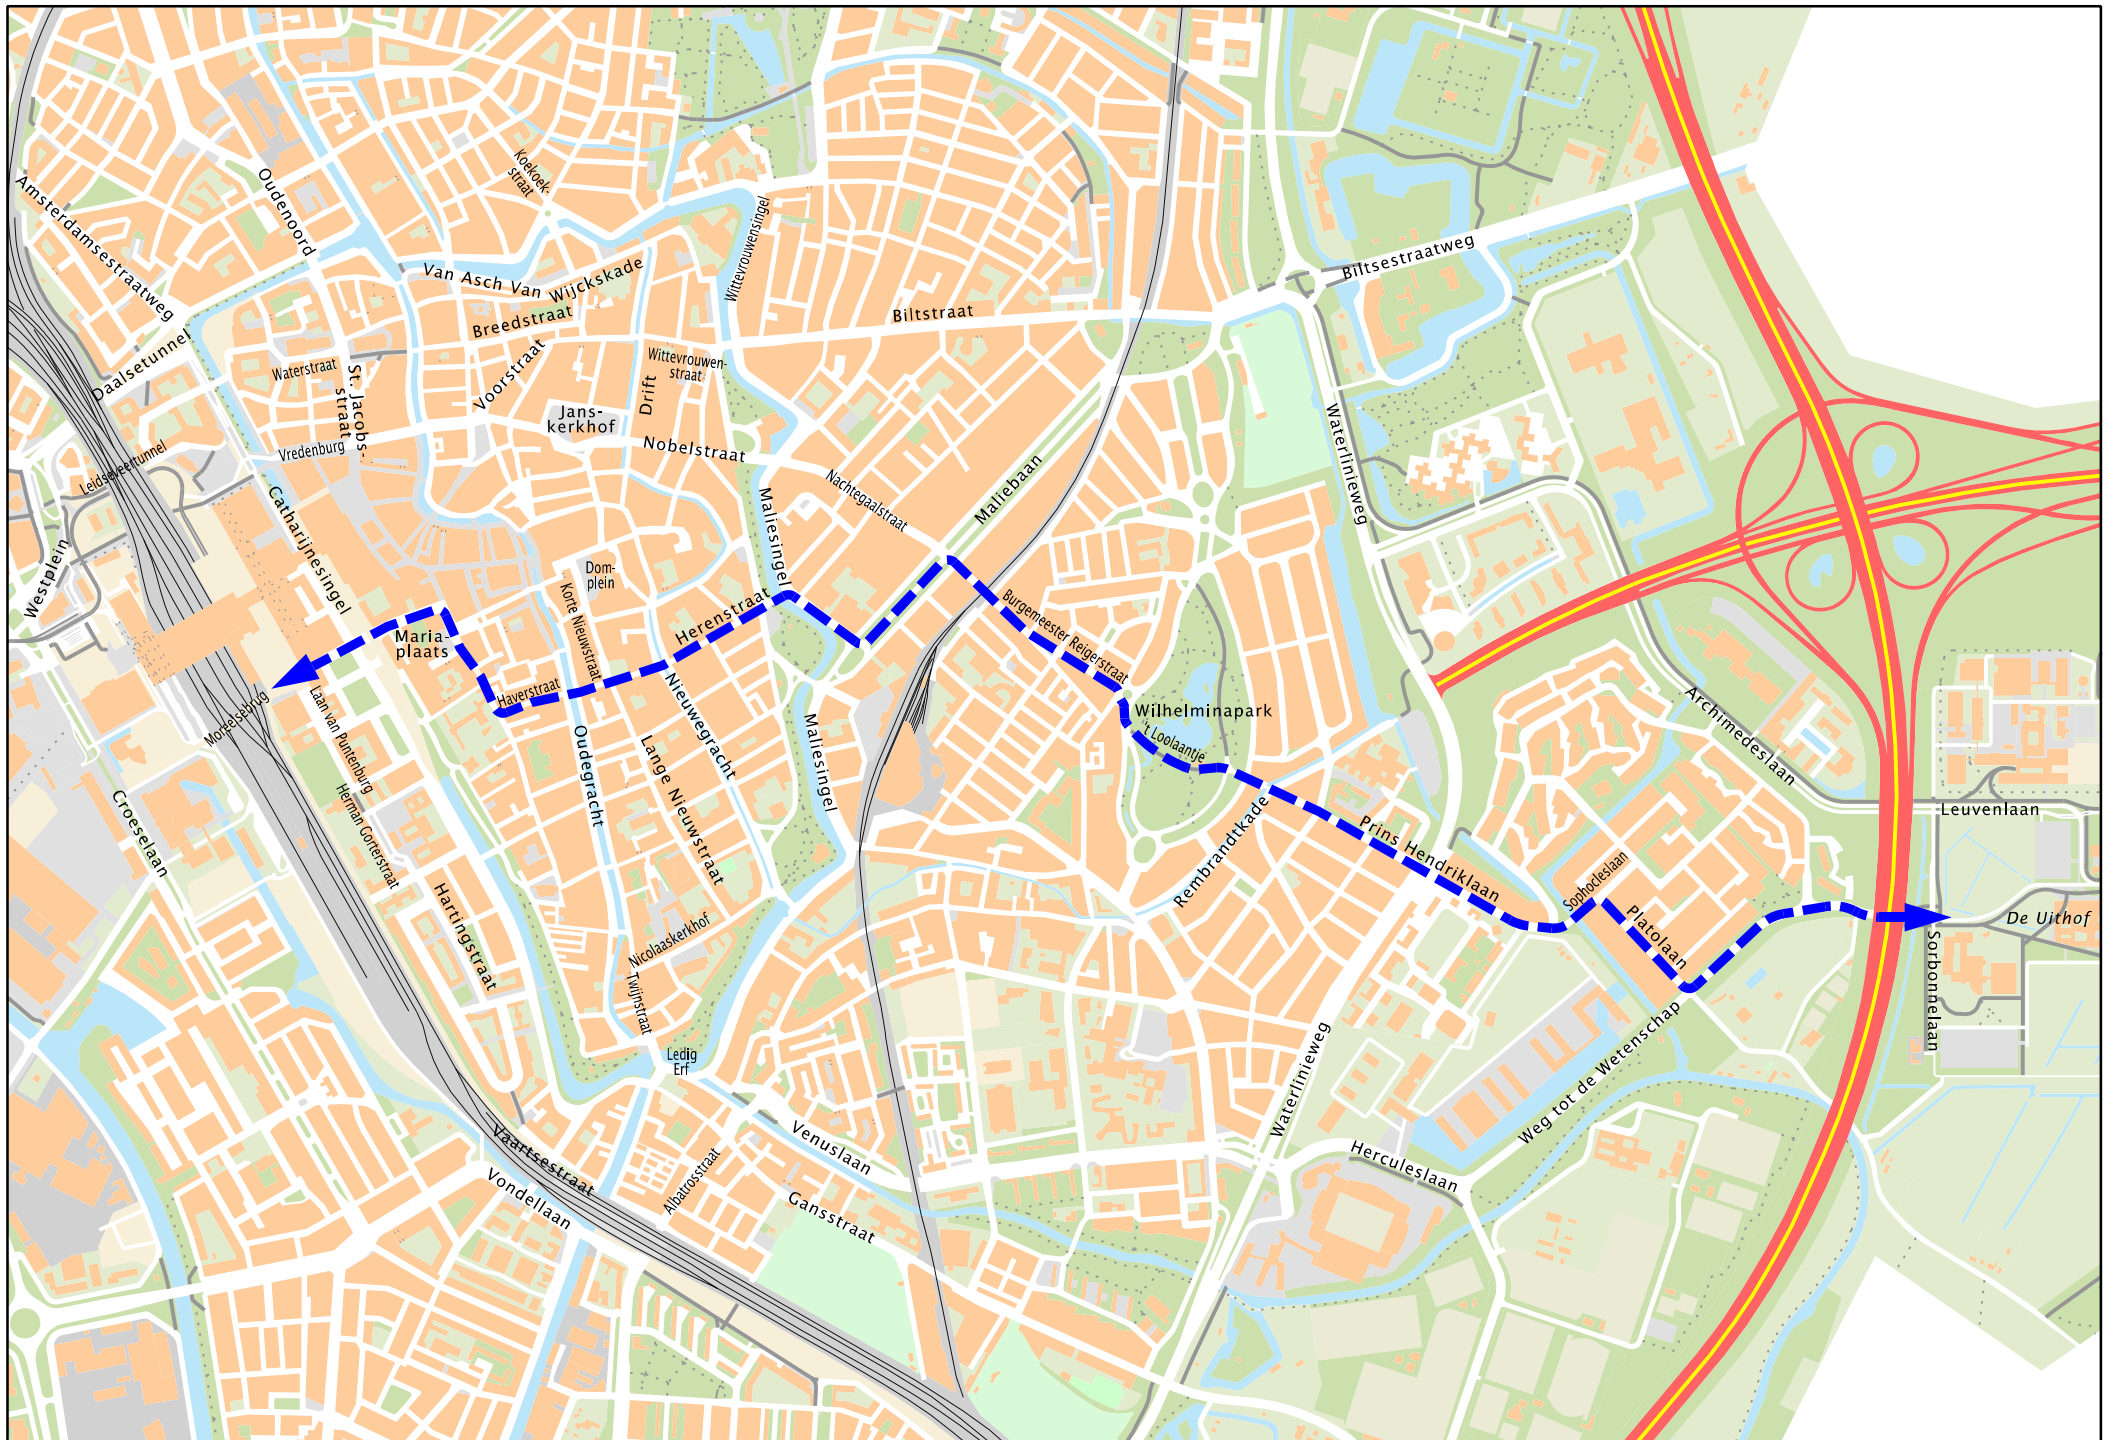 Koekoek-
straat
Oudenoord
Amsterdamsestraatweg
Wittevrouwensingel
Biltsestraatweg
Van Asch Van Wijckskade
Breedstraat
Biltstraat
Daalsetunnel
Waterstraat
St. Jacobs-
straat
Voorstraat
Drift
Wittevrouwen-
straat
Jans-
kerkhof
Nobelstraat
Vredenburg
Leidseveertunnel
Catharijnesingel
Maliesingel
Nachtegaalstraat
Maliebaan
Waterlinieweg
Westplein
Dom-
plein
Korte Nieuwstraat
Herenstraat
Burgemeester Reigerstraat
Maria-
plaats
Haverstraat
Moreelsebrug
Laan van Puntenburg
Nieuwegracht
Maliesingel
Wilhelminapark
't Loolaantje
Archimedeslaan
Leuvenlaan
Croeselaan
Herman Gorterstraat
Oudegracht
Lange Nieuwstraat
Rembrandtkade
Prins Hendriklaan
Sophocleslaan
Platolaan
De Uithof
Sorbonnelaan
Hartingstraat
Nicolaaskerkhof
Twijnstraat
Ledig
Erf
Waterlinieweg
Weg tot de Wetenschap
Vaartsestraat
Vondellaan
Albatrosstraat
Venuslaan
Gansstraat
Herculeslaan